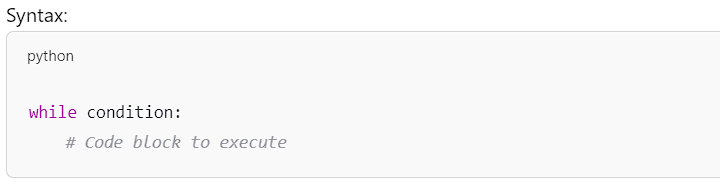 Syntax:
python
while condition:
# Code block to execute